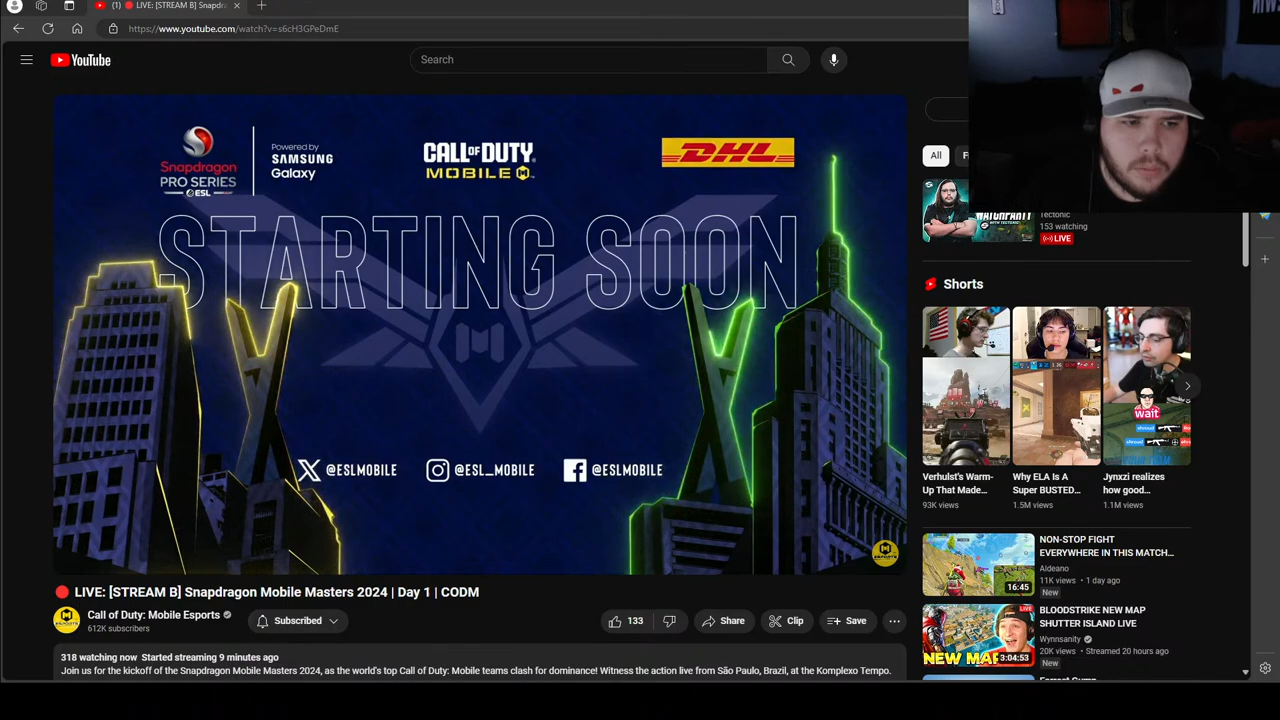 (1) 🔴 LIVE: [STREAM B] Snapdra
https://www.youtube.com/watch?v=s6cH3GPeDmE
YouTube
Search
Snapdragon
PRO SERIES
ESL
Powered by
SAMSUNG
Galaxy
CALL OF DUTY
MOBILE
DHL
STARTING SOON
@ESLMOBILE
@ESL_MOBILE
@ESLMOBILE
🔴 LIVE: [STREAM B] Snapdragon Mobile Masters 2024 | Day 1 | CODM
Call of Duty: Mobile Esports
612K subscribers
Subscribed
133
Share
Clip
Save
318 watching now Started streaming 9 minutes ago
Join us for the kickoff of the Snapdragon Mobile Masters 2024, as the world's top Call of Duty: Mobile teams clash for dominance! Witness the action live from São Paulo, Brazil, at the Komplexo Tempo.
All
WATCHPARTY
WITH TECTONIC
Tectonic
153 watching
LIVE
Shorts
wait
shroud
shroud
shroud
Verhulst's Warm-
Up That Made…
93K views
Why ELA Is A
Super BUSTED…
1.5M views
Jynxzi realizes
how good…
1.1M views
16:45
NON-STOP FIGHT
EVERYWHERE IN THIS MATCH…
Aldeano
11K views • 1 day ago
New
LIVE
NEW MAP
3:04:53
BLOODSTRIKE NEW MAP
SHUTTER ISLAND LIVE
Wynnsanity
20K views • Streamed 20 hours ago
New